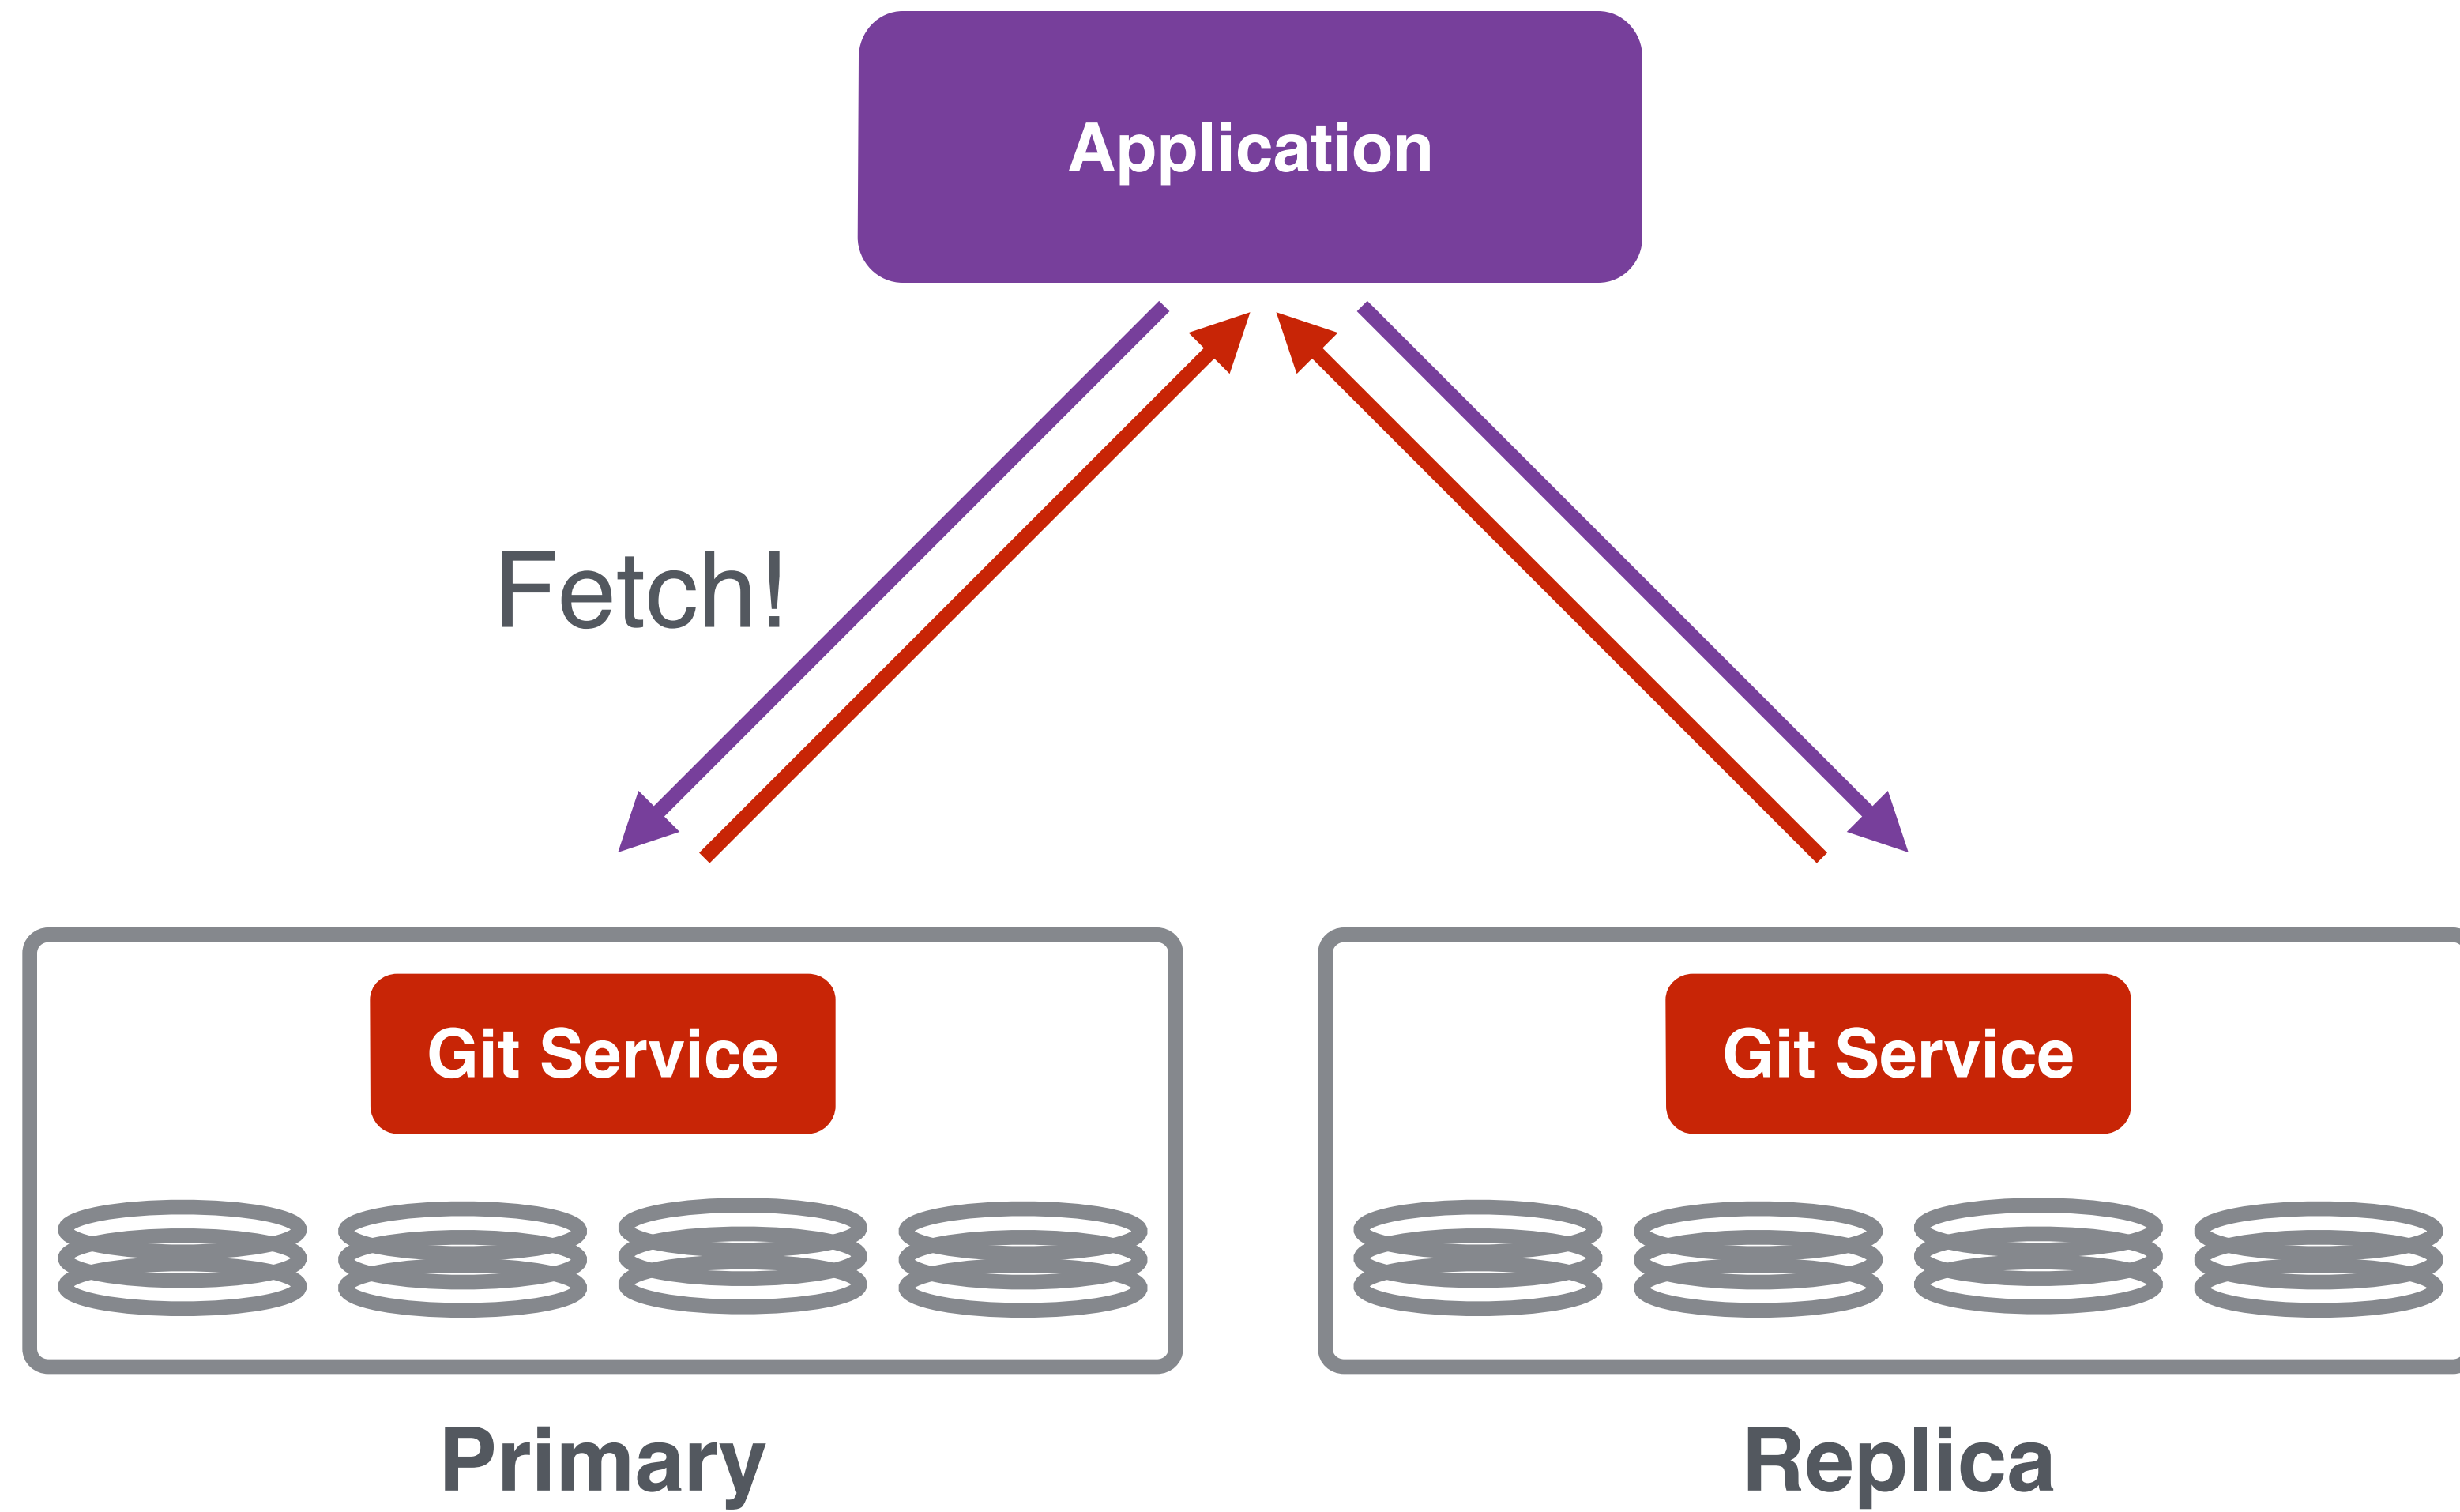 Application
Fetch!
Git Service
Git Service
Primary
Replica